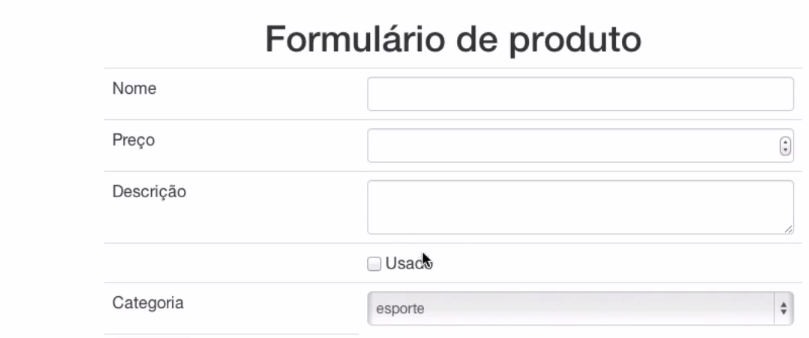 Formulário de produto
Nome
Preço
Descrição
Usado
Categoria
esporte